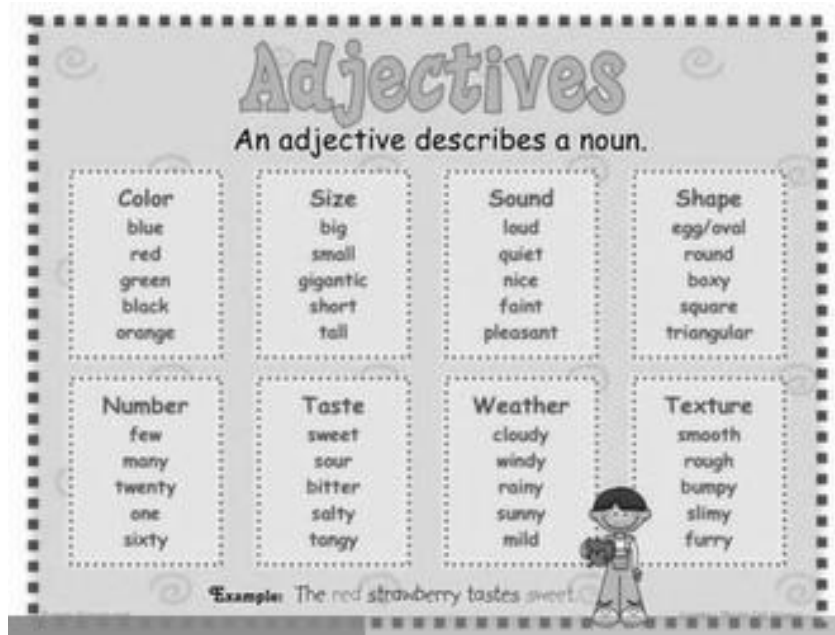 Adjectives
An adjective describes a noun.
Color
blue
red
green
black
orange
Size
big
small
gigantic
short
tall
Sound
loud
quiet
nice
faint
pleasant
Shape
egg/oval
round
boxy
square
triangular
Number
few
many
twenty
one
sixty
Taste
sweet
sour
bitter
salty
tangy
Weather
cloudy
windy
rainy
sunny
mild
Texture
smooth
rough
bumpy
slimy
furry
Example: The red strawberry tastes sweet.